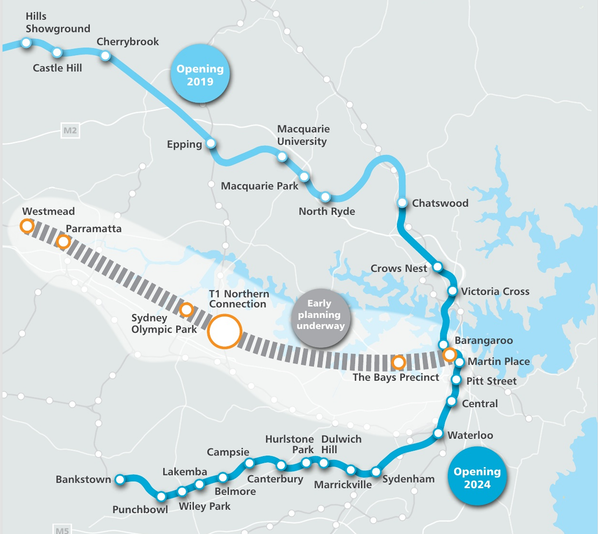 Hills
Showground
Cherrybrook
Castle Hill
Opening
2019
M2
Epping
Macquarie
University
Macquarie Park
North Ryde
Chatswood
Westmead
Parramatta
Crows Nest
Victoria Cross
T1 Northern
Connection
Early
planning
underway
Sydney
Olympic Park
Barangaroo
Martin Place
The Bays Precinct
Pitt Street
Central
Waterloo
Hurlstone
Park
Dulwich
Hill
Campsie
Lakemba
Bankstown
Canterbury
Marrickville
Sydenham
Belmore
Wiley Park
Punchbowl
Opening
2024
M5